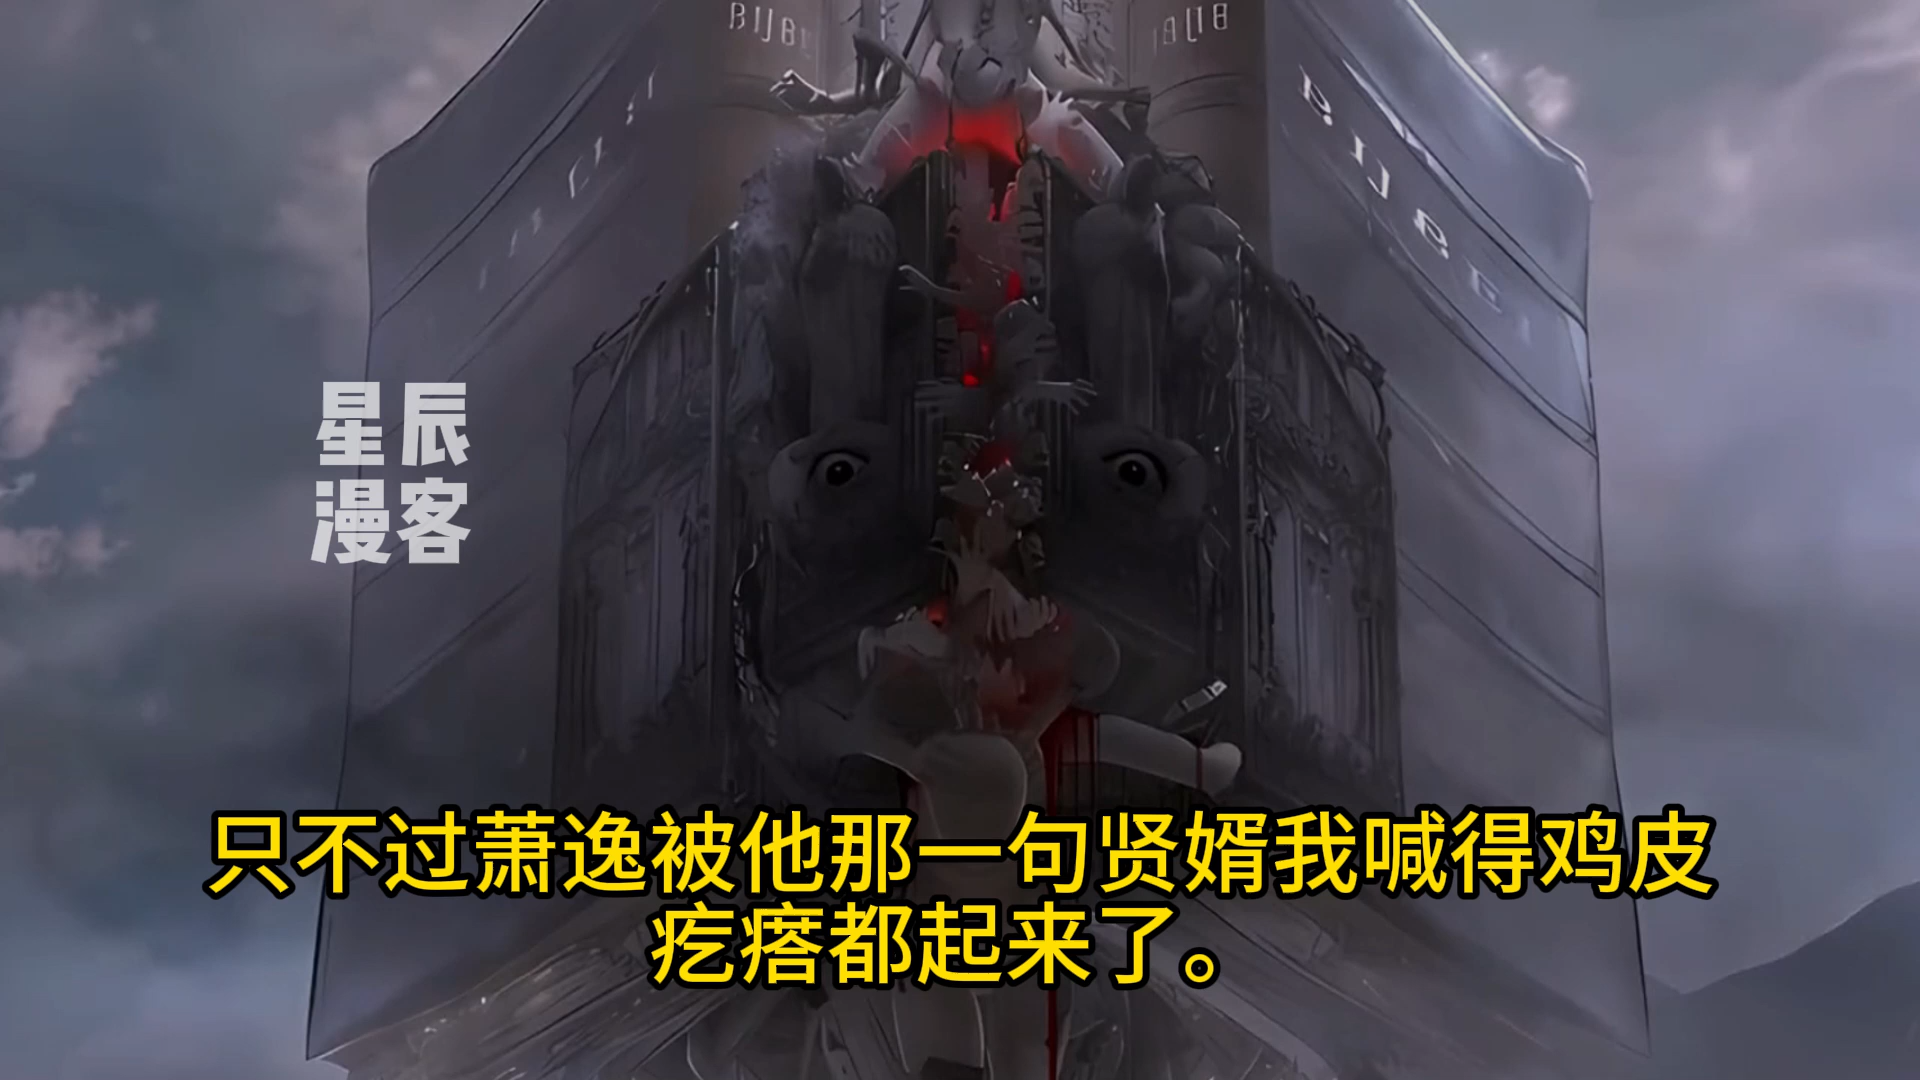 星辰
漫客
只不过萧逸被他那一句贤婿我喊得鸡皮
疙瘩都起来了。